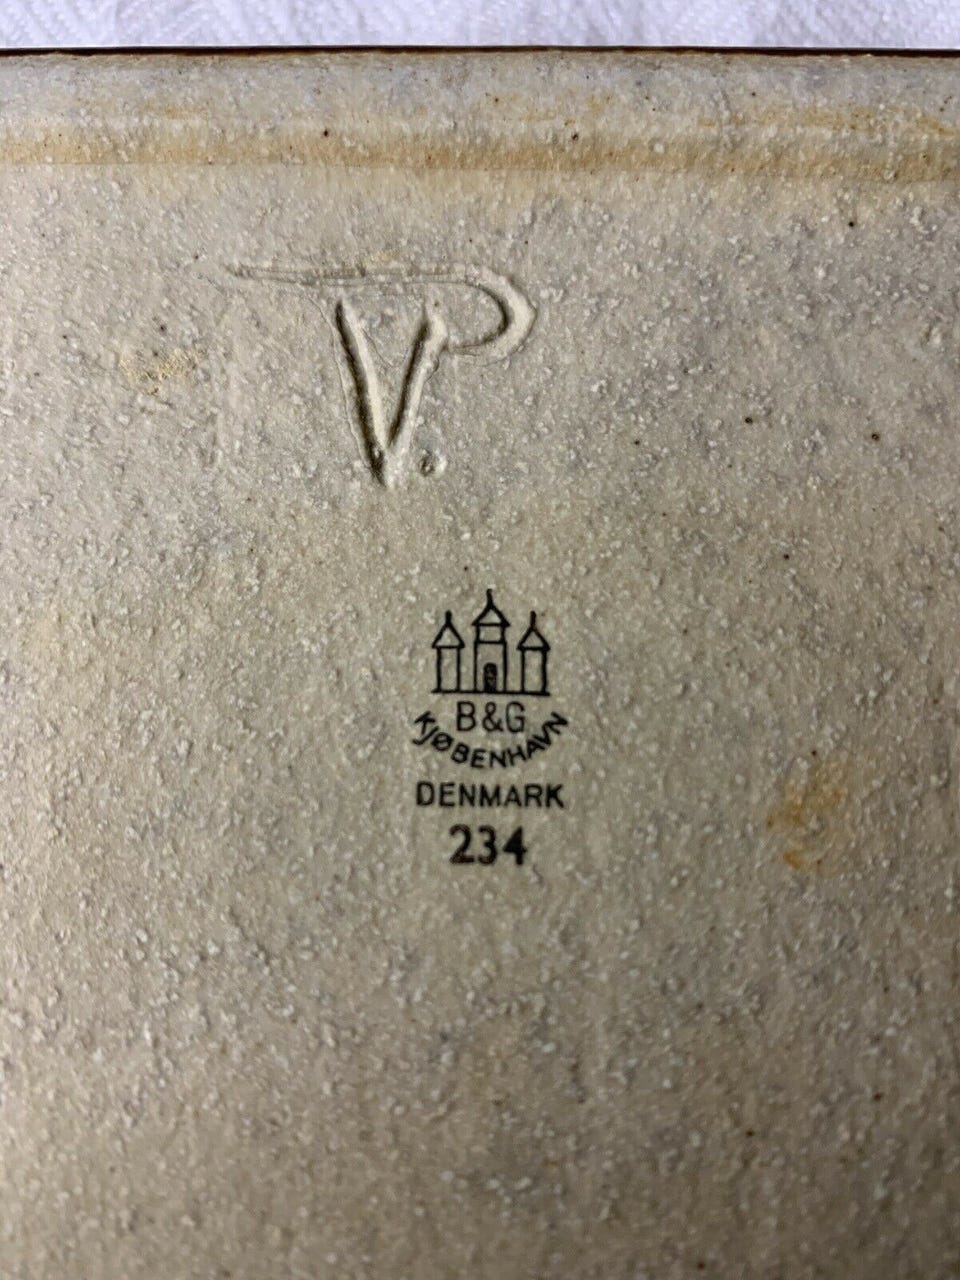 B&G
KJØBENHAVN
DENMARK
234